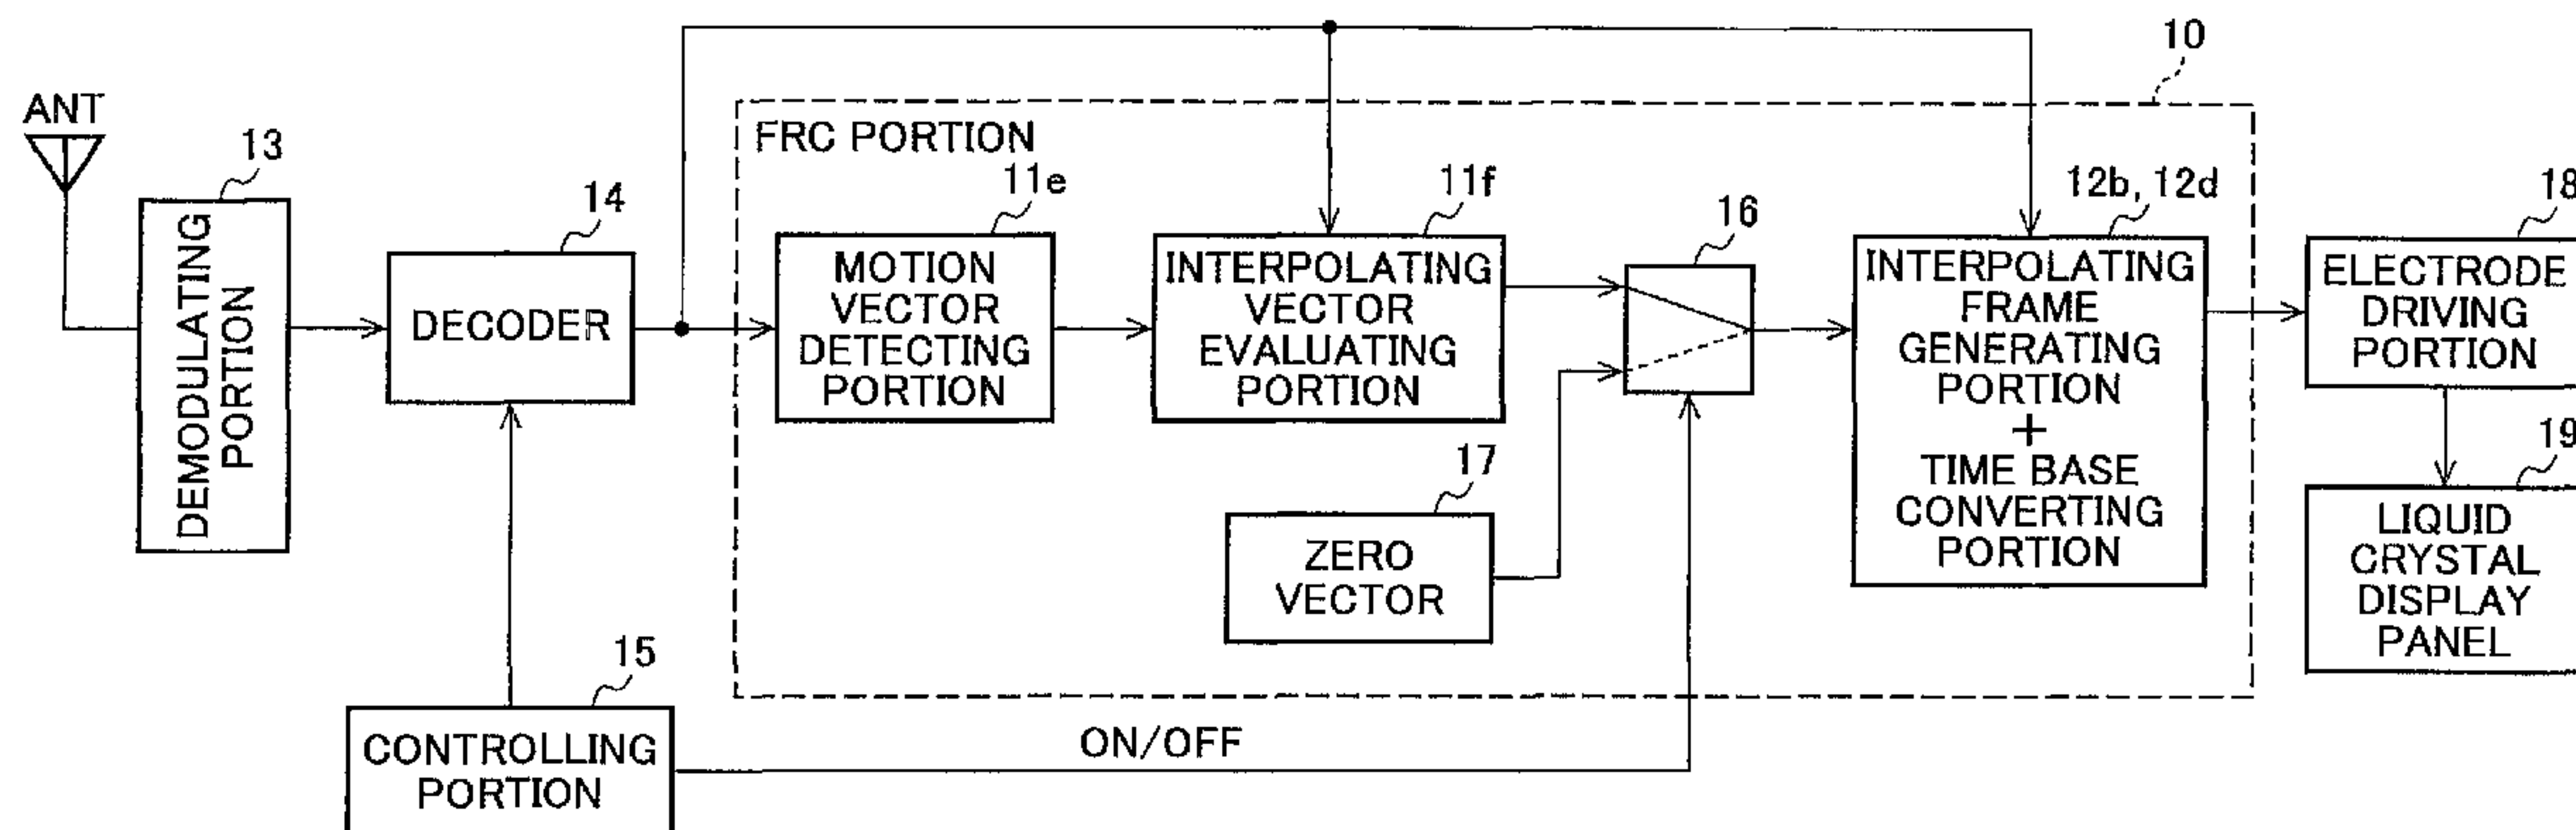 10
ANT
13
FRC PORTION
11e
11f
12b, 12d
18
14
16
DEMODULATING
PORTION
DECODER
MOTION
VECTOR
DETECTING
PORTION
INTERPOLATING
VECTOR
EVALUATING
PORTION
INTERPOLATING
FRAME
GENERATING
PORTION
+
TIME BASE
CONVERTING
PORTION
ELECTRODE
DRIVING
PORTION
17
19
ZERO
VECTOR
LIQUID
CRYSTAL
DISPLAY
PANEL
15
CONTROLLING
PORTION
ON/OFF